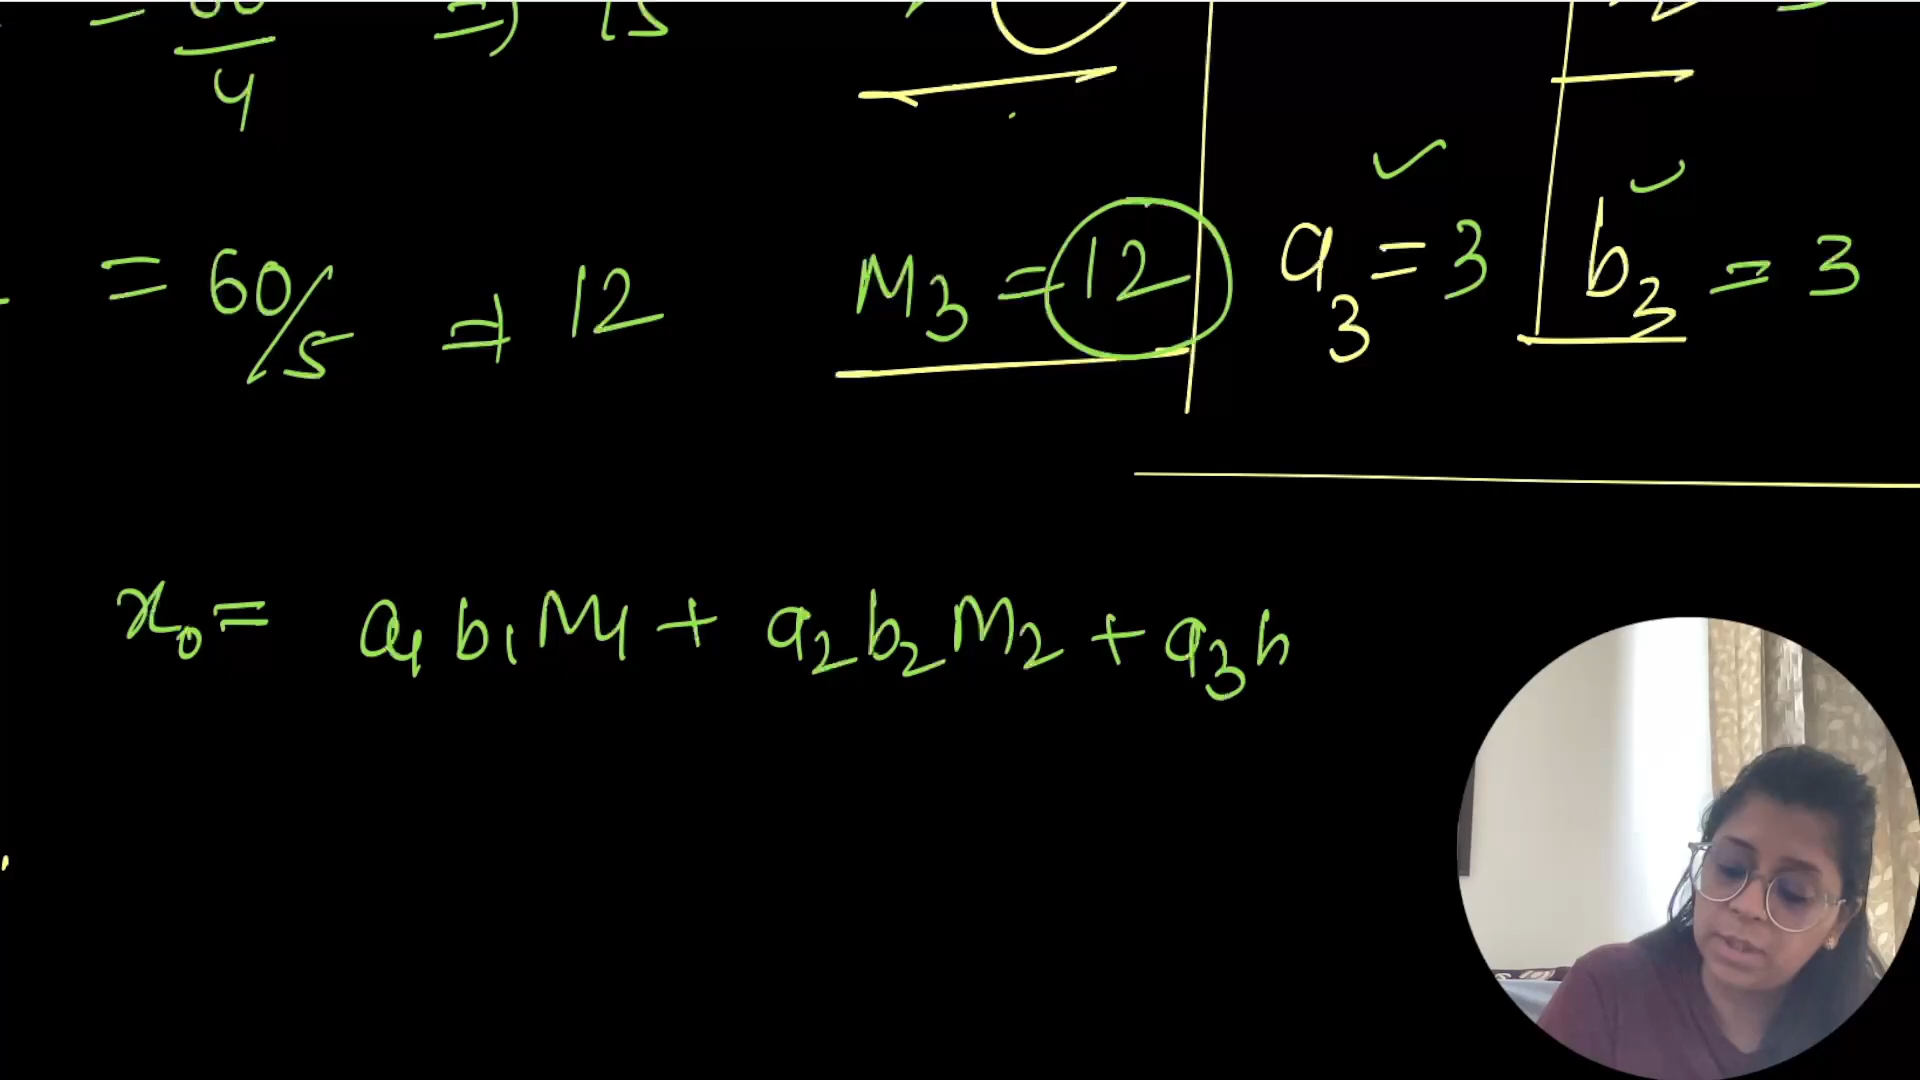 = 60/4 ⇒ 15
= 60/5 ⇒ 12 M₃ = 12 a₃ = 3 b₃ = 3
x₀ = a₁ b₁ M₁ + a₂ b₂ M₂ + a₃